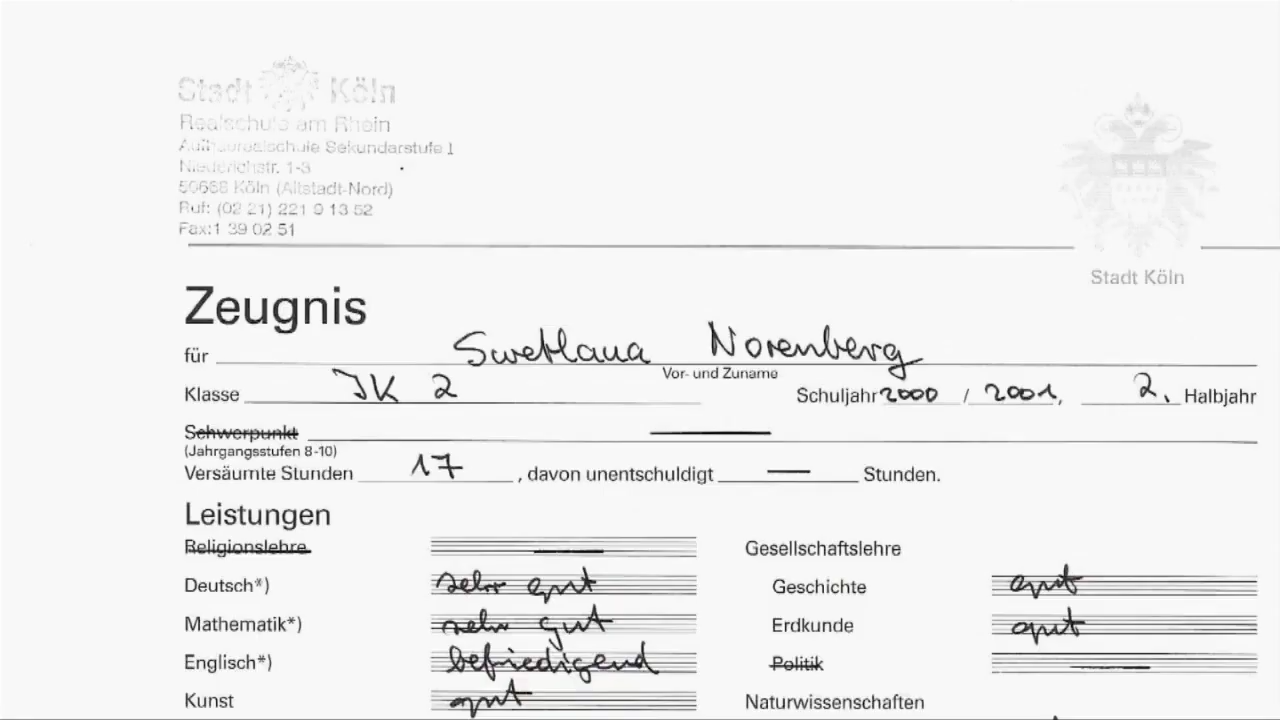 Stadt Köln
Realschule am Rhein
Aufbaurealschule Sekundarstufe I
Niederichstr. 1-3
50668 Köln (Altstadt-Nord)
Ruf: (02 21) 221 9 13 52
Fax:1 39 02 51
Stadt Köln
Zeugnis
für Swetlana Norenberg
Vor- und Zuname
Klasse IK 2 Schuljahr 2000 / 2001, 2. Halbjahr
Schwerpunkt —
(Jahrgangsstufen 8-10)
Versäumte Stunden 17, davon unentschuldigt — Stunden.
Leistungen
Religionslehre — Gesellschaftslehre
Deutsch*) sehr gut Geschichte gut
Mathematik*) sehr gut Erdkunde gut
Englisch*) befriedigend Politik —
Kunst gut Naturwissenschaften